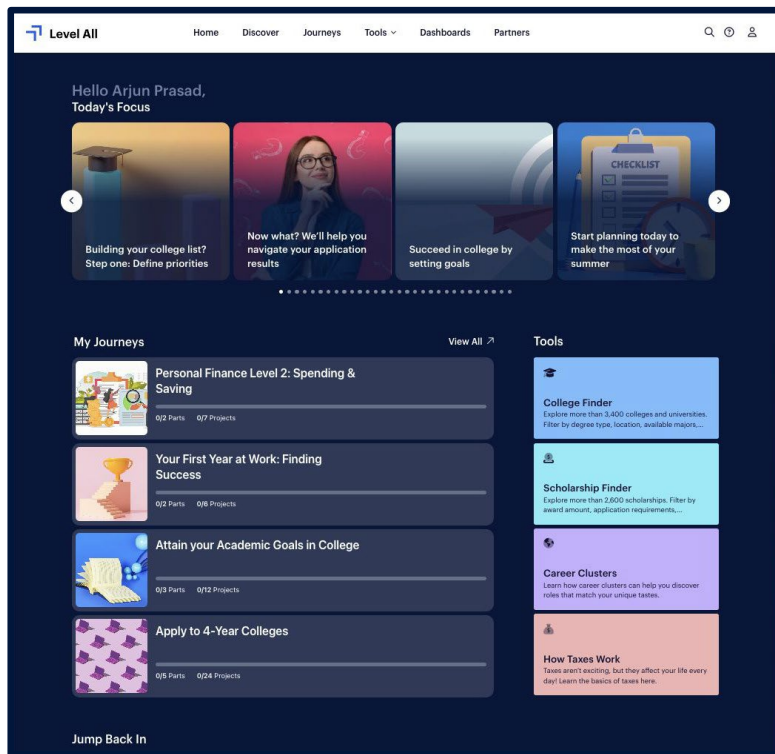 Level All
Home
Discover
Journeys
Tools
Dashboards
Partners
Hello Arjun Prasad,
Today's Focus
Building your college list?
Step one: Define priorities
Now what? We'll help you
navigate your application
results
Succeed in college by
setting goals
CHECKLIST
Start planning today to
make the most of your
summer
My Journeys
View All
Personal Finance Level 2: Spending &
Saving
0/2 Parts 0/7 Projects
Your First Year at Work: Finding
Success
0/2 Parts 0/6 Projects
Attain your Academic Goals in College
0/3 Parts 0/12 Projects
Apply to 4-Year Colleges
0/5 Parts 0/24 Projects
Tools
College Finder
Explore more than 3,400 colleges and universities.
Filter by degree type, location, available majors,...
Scholarship Finder
Explore more than 2,600 scholarships. Filter by
award amount, application requirements,...
Career Clusters
Learn how career clusters can help you discover
roles that match your unique tastes.
How Taxes Work
Taxes aren't exciting, but they affect your life every
day! Learn the basics of taxes here.
Jump Back In